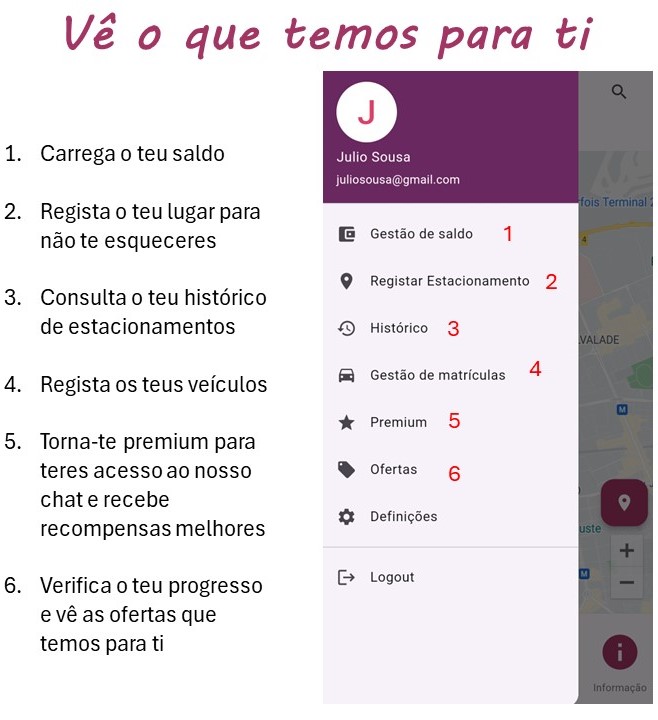 Vê o que temos para ti
1. Carrega o teu saldo
2. Regista o teu lugar para
não te esqueceres
3. Consulta o teu histórico
de estacionamentos
4. Regista os teus veículos
5. Torna-te premium para
teres acesso ao nosso
chat e recebe
recompensas melhores
6. Verifica o teu progresso
e vê as ofertas que
temos para ti
J
Julio Sousa
juliosousa@gmail.com
Gestão de saldo 1
Registar Estacionamento 2
Histórico 3
Gestão de matrículas 4
Premium 5
Ofertas 6
Definições
Logout
fois Terminal 2
4
VALADE
M
uste
+
M
−
i
Informação